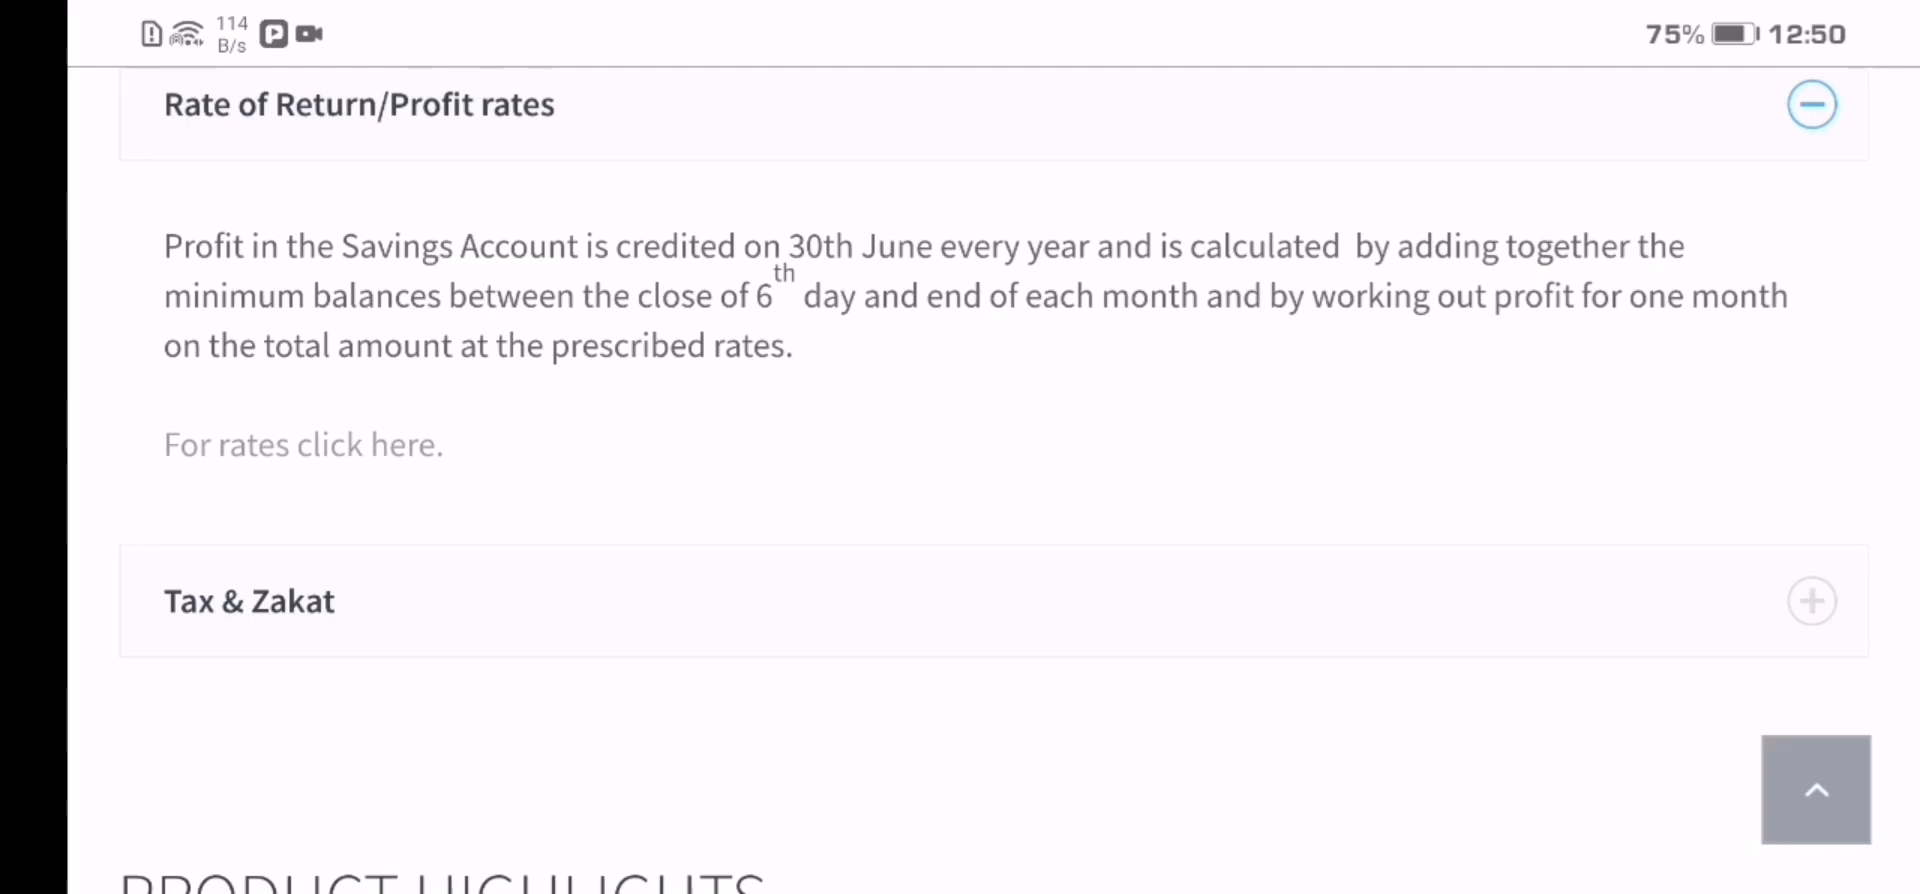 114
B/s
75% 12:50
Rate of Return/Profit rates
Profit in the Savings Account is credited on 30th June every year and is calculated by adding together the
minimum balances between the close of 6th day and end of each month and by working out profit for one month
on the total amount at the prescribed rates.
For rates click here.
Tax & Zakat
PRODUCT HIGHLIGHTS